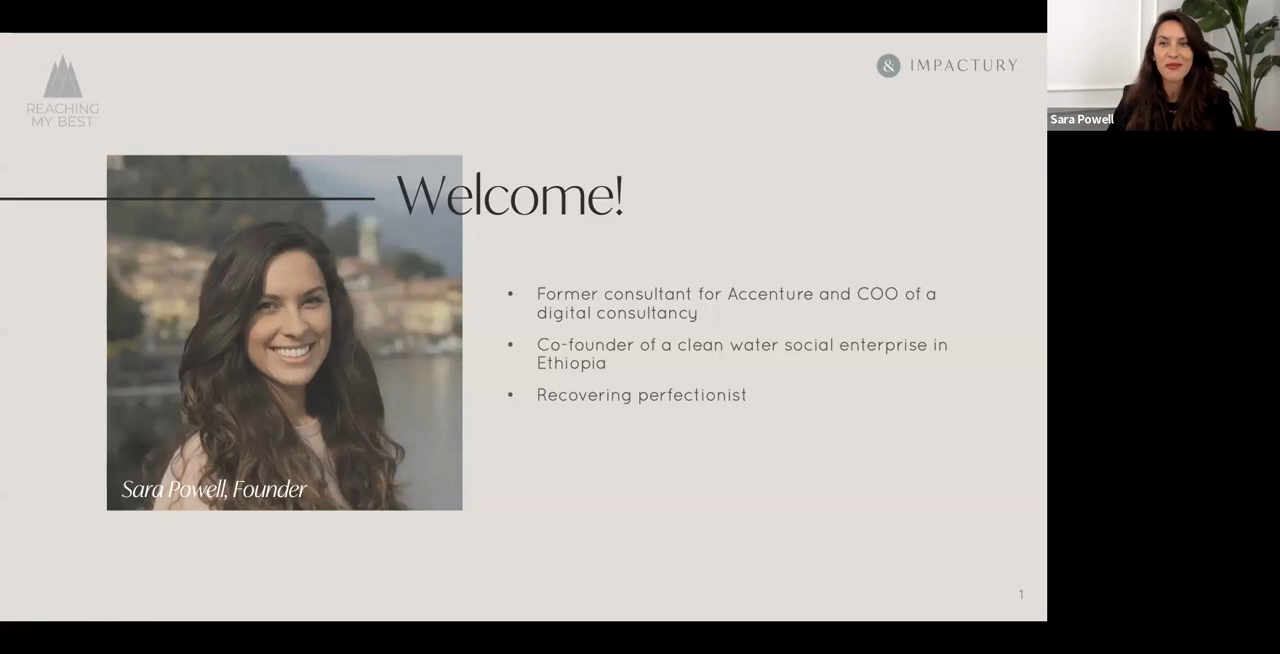 REACHING
MY BEST
& IMPACTURY
Welcome!
• Former consultant for Accenture and COO of a
digital consultancy
• Co-founder of a clean water social enterprise in
Ethiopia
• Recovering perfectionist
Sara Powell, Founder
1
Sara Powell